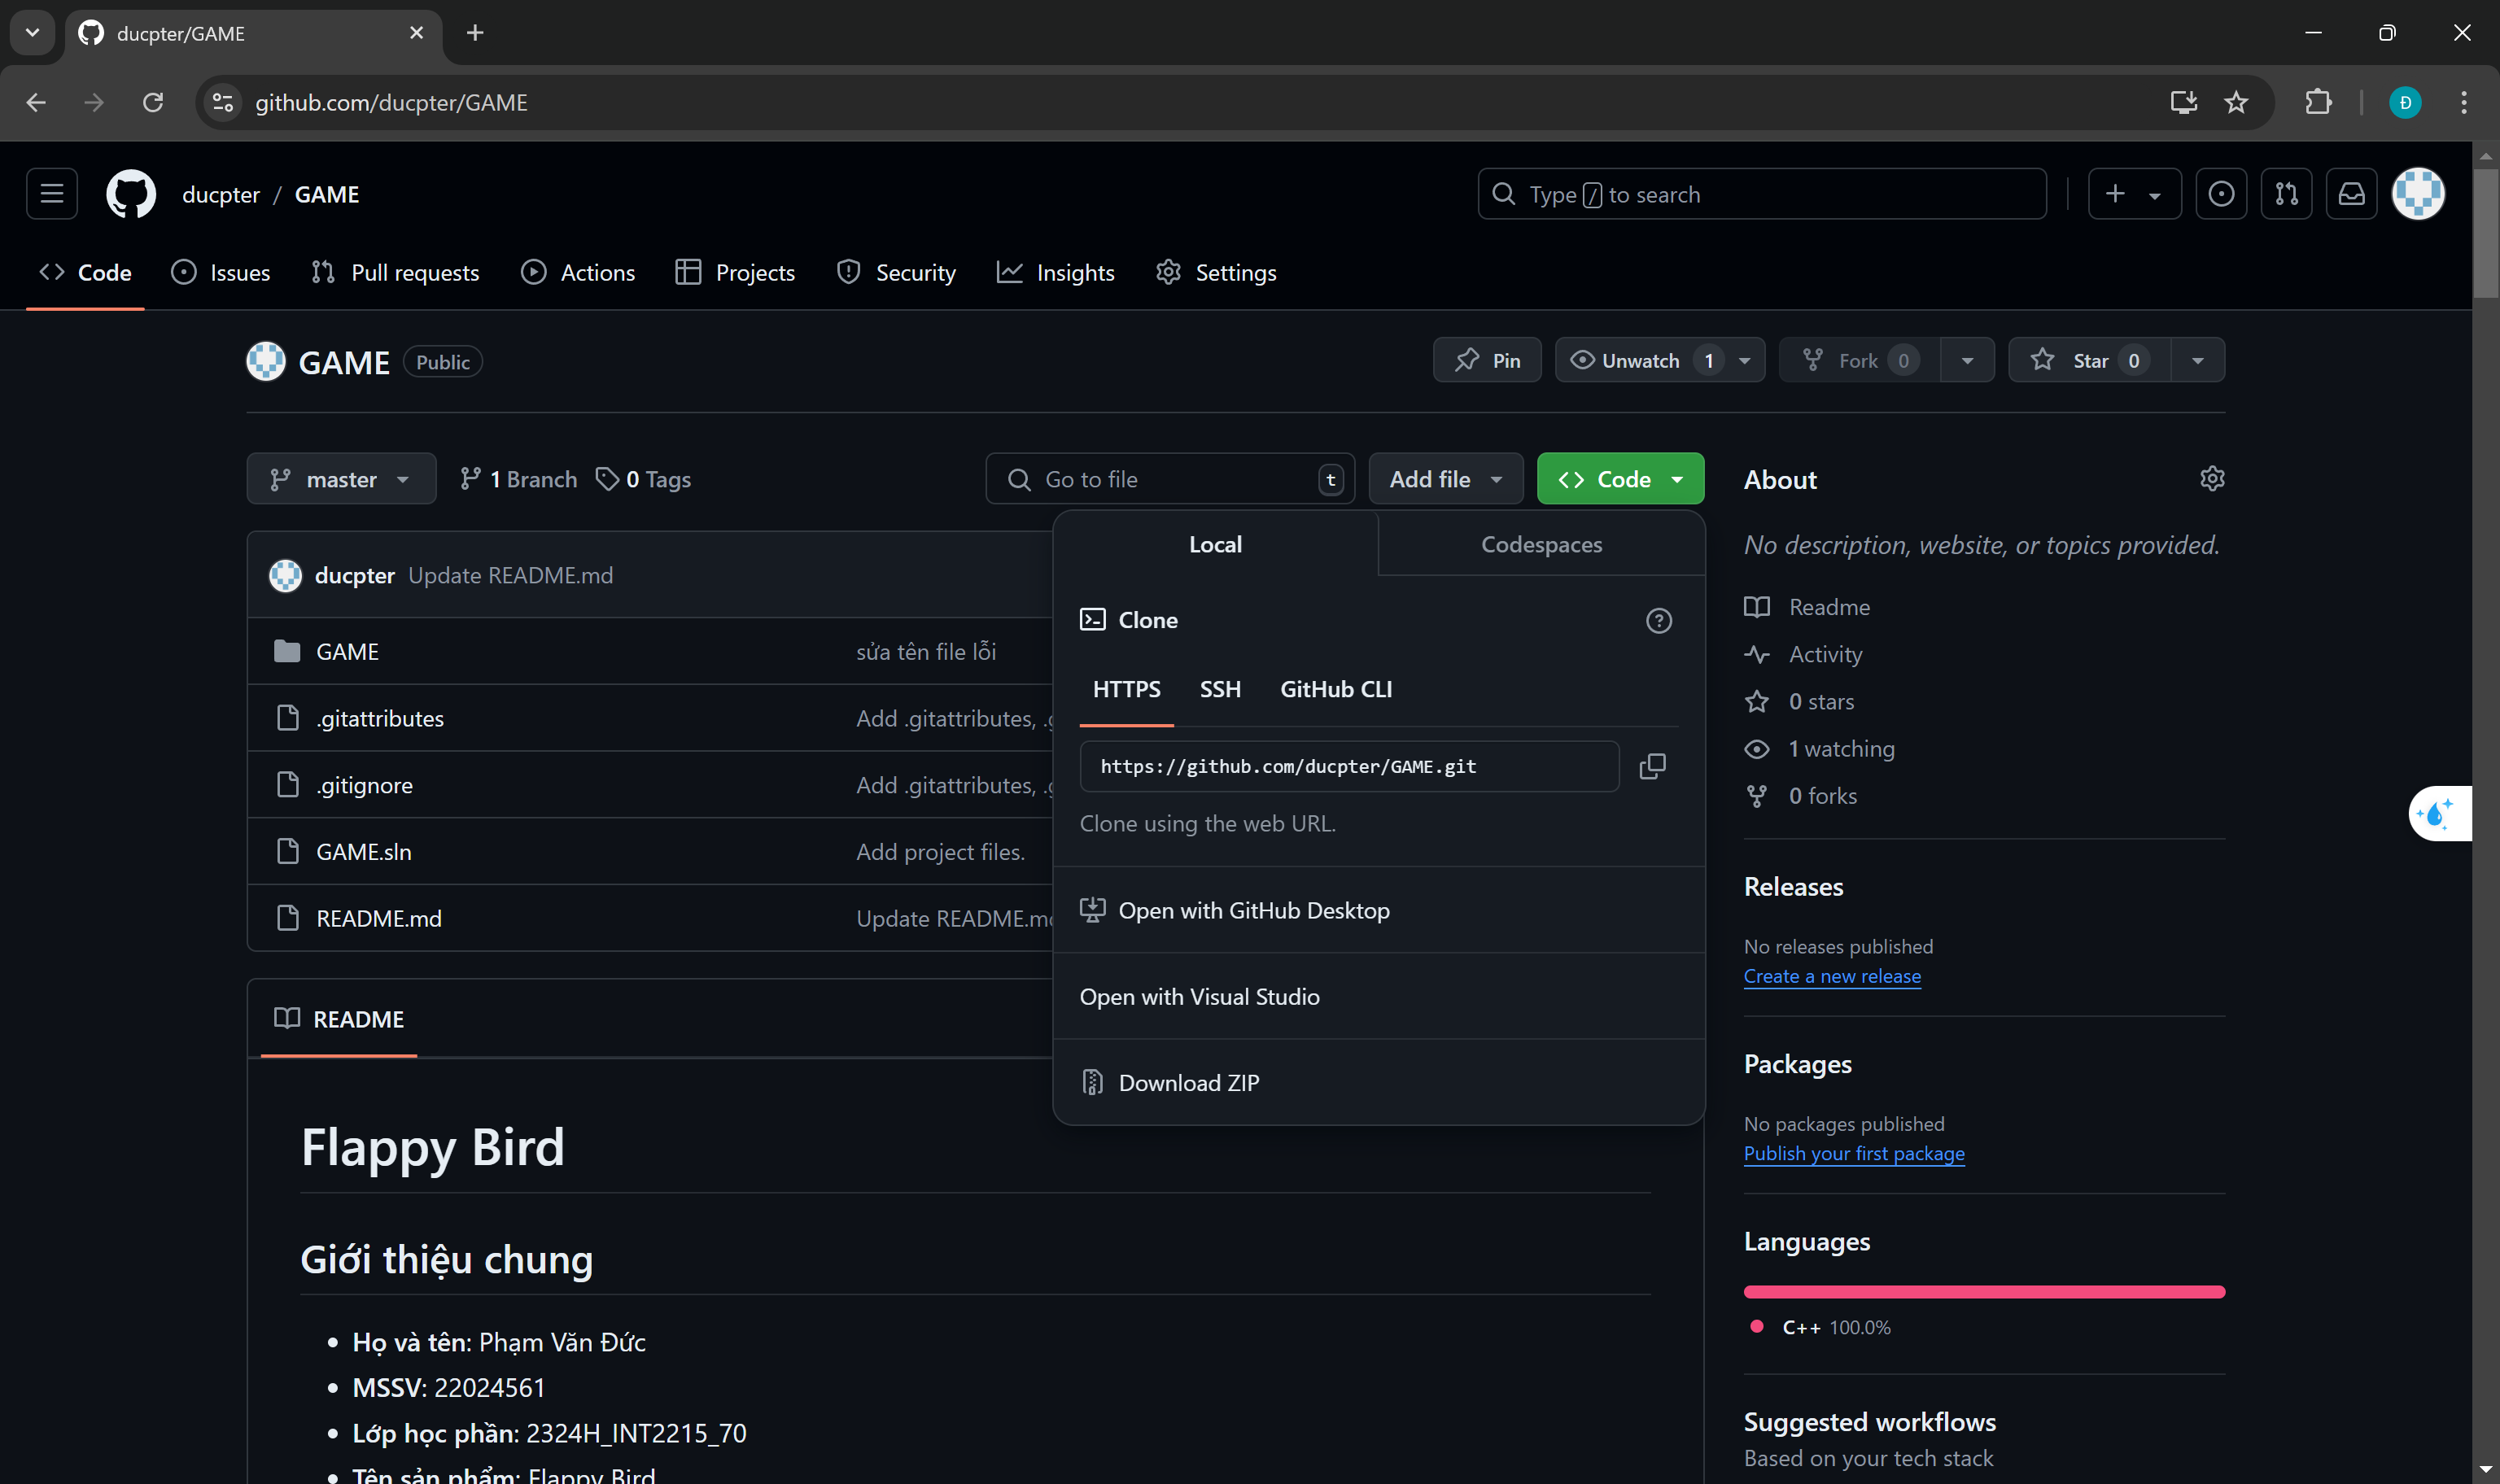 ducpter/GAME
github.com/ducpter/GAME
Đ
ducpter / GAME
Type / to search
Code
Issues
Pull requests
Actions
Projects
Security
Insights
Settings
GAME
Public
Pin
Unwatch 1
Fork 0
Star 0
master
1 Branch
0 Tags
Go to file
t
Add file
Code
ducpter Update README.md
GAME
sửa tên file lỗi
.gitattributes
Add .gitattributes,
.gitignore
Add .gitattributes,
GAME.sln
Add project files.
README.md
Update README.md
Local
Codespaces
Clone
HTTPS
SSH
GitHub CLI
https://github.com/ducpter/GAME.git
Clone using the web URL.
Open with GitHub Desktop
Open with Visual Studio
Download ZIP
README
Flappy Bird
Giới thiệu chung
Họ và tên: Phạm Văn Đức
MSSV: 22024561
Lớp học phần: 2324H_INT2215_70
Tên sản phẩm: Flappy Bird
About
No description, website, or topics provided.
Readme
Activity
0 stars
1 watching
0 forks
Releases
No releases published
Create a new release
Packages
No packages published
Publish your first package
Languages
C++ 100.0%
Suggested workflows
Based on your tech stack